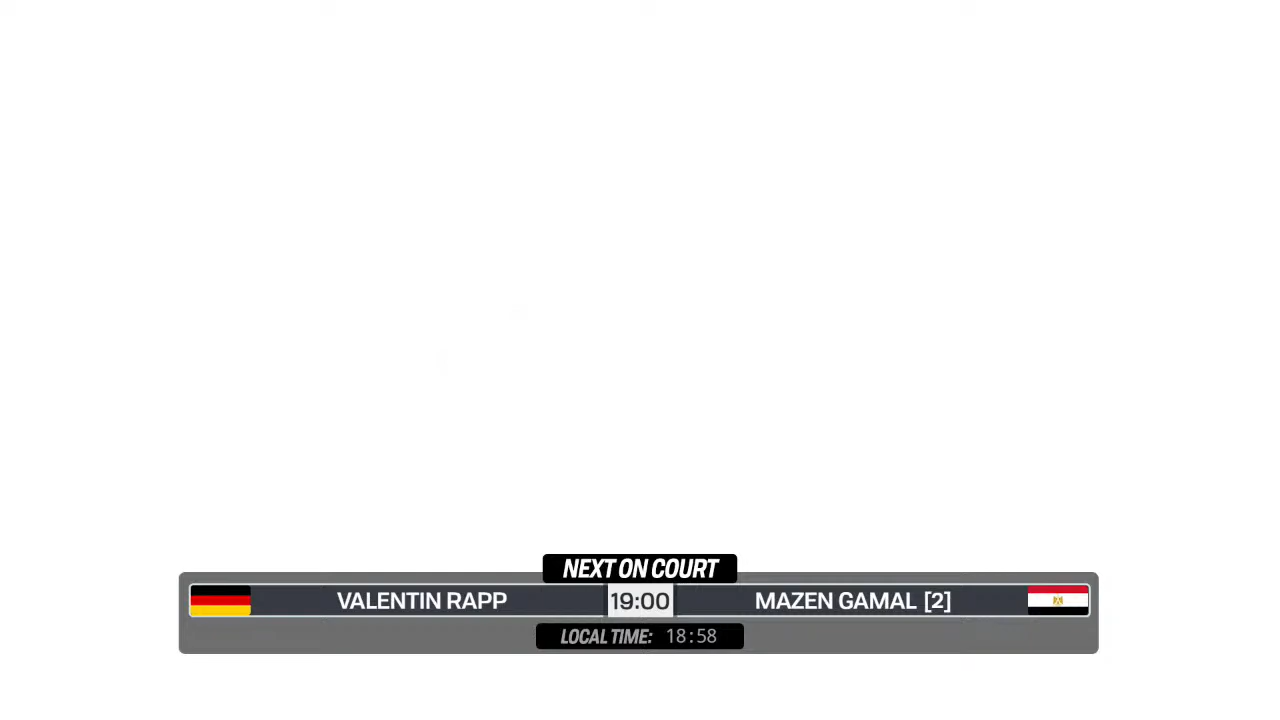 NEXT ON COURT
VALENTIN RAPP 19:00 MAZEN GAMAL [2]
LOCAL TIME: 18:58